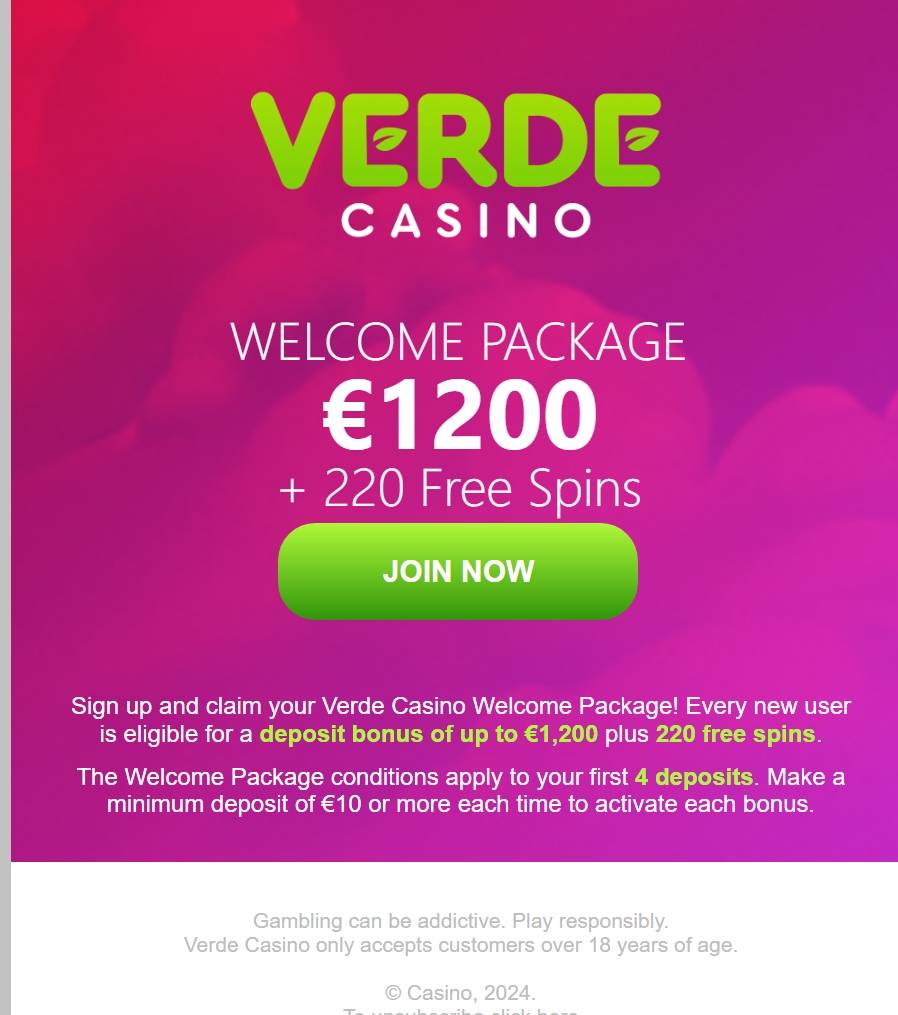 VERDE
CASINO
WELCOME PACKAGE
€1200
+ 220 Free Spins
JOIN NOW
Sign up and claim your Verde Casino Welcome Package! Every new user
is eligible for a deposit bonus of up to €1,200 plus 220 free spins.
The Welcome Package conditions apply to your first 4 deposits. Make a
minimum deposit of €10 or more each time to activate each bonus.
Gambling can be addictive. Play responsibly.
Verde Casino only accepts customers over 18 years of age.
© Casino, 2024.
To unsubscribe click here